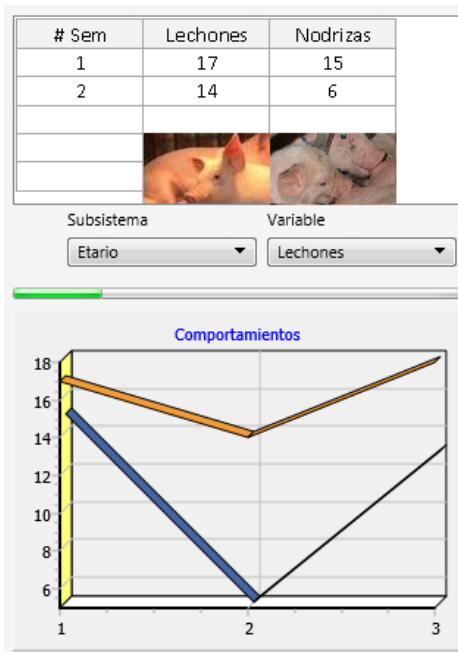 # Sem Lechones Nodrizas
1 17 15
2 14 6
Subsistema Variable
Etario Lechones
Comportamientos
18
16
14
12
10
8
6
1 2 3